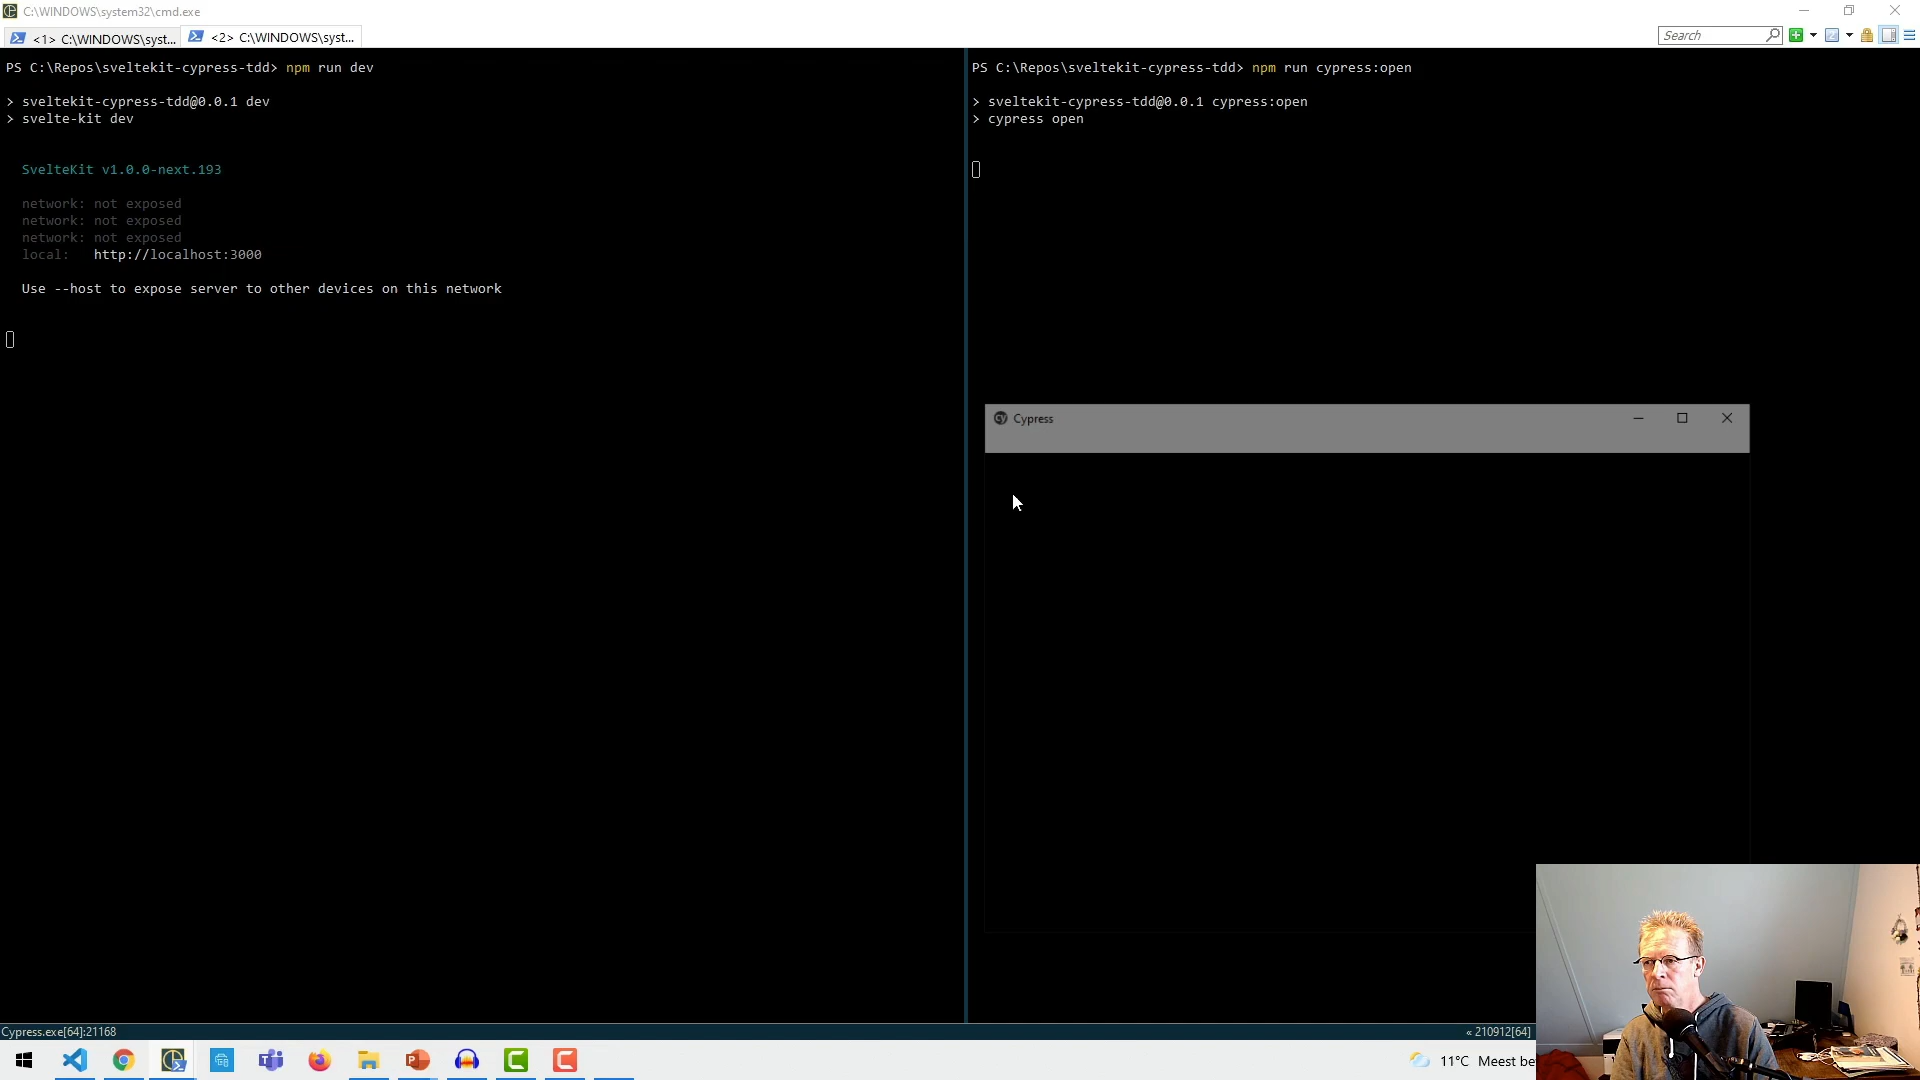 C:\WINDOWS\system32\cmd.exe
<1> C:\WINDOWS\syst...
<2> C:\WINDOWS\syst...
Search
PS C:\Repos\sveltekit-cypress-tdd> npm run dev
> sveltekit-cypress-tdd@0.0.1 dev
> svelte-kit dev
SvelteKit v1.0.0-next.193
network: not exposed
network: not exposed
network: not exposed
local: http://localhost:3000
Use --host to expose server to other devices on this network
PS C:\Repos\sveltekit-cypress-tdd> npm run cypress:open
> sveltekit-cypress-tdd@0.0.1 cypress:open
> cypress open
cy Cypress
Cypress.exe[64]:21168
« 210912[64]
11°C Meest be